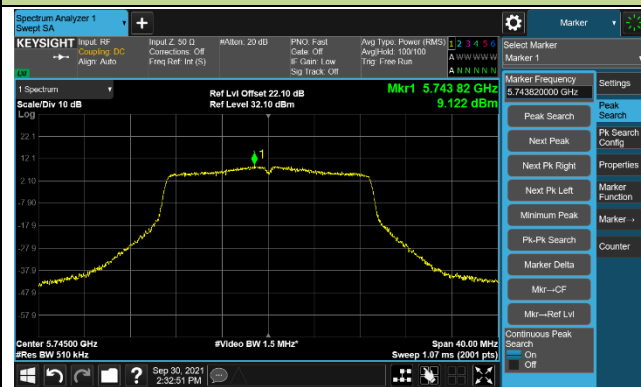 Spectrum Analyzer 1
Swept SA
+
Marker
KEYSIGHT
Input: RF
Coupling: DC
Align: Auto
Input Z: 50 Ω
Corrections: Off
Freq Ref: Int (S)
#Atten: 20 dB
PNO: Fast
Gate: Off
IF Gain: Low
Sig Track: Off
Avg Type: Power (RMS)
Avg|Hold: 100/100
Trig: Free Run
1 2 3 4 5 6
A W W W W W
A N N N N N
LXI
Select Marker
Marker 1
1 Spectrum
Scale/Div 10 dB
Log
Ref Lvl Offset 22.10 dB
Ref Level 32.10 dBm
Mkr1 5.743 82 GHz
9.122 dBm
1
22.1
12.1
2.10
-7.90
-17.9
-27.9
-37.9
-47.9
-57.9
Center 5.74500 GHz
#Res BW 510 kHz
#Video BW 1.5 MHz*
Span 40.00 MHz
Sweep 1.07 ms (2001 pts)
Marker Frequency
5.743820000 GHz
Peak Search
Next Peak
Next Pk Right
Next Pk Left
Minimum Peak
Pk-Pk Search
Marker Delta
Mkr→CF
Mkr→Ref Lvl
Continuous Peak
Search
On
Off
Settings
Peak
Search
Pk Search
Config
Properties
Marker
Function
Marker→
Counter
?
Sep 30, 2021
2:32:51 PM